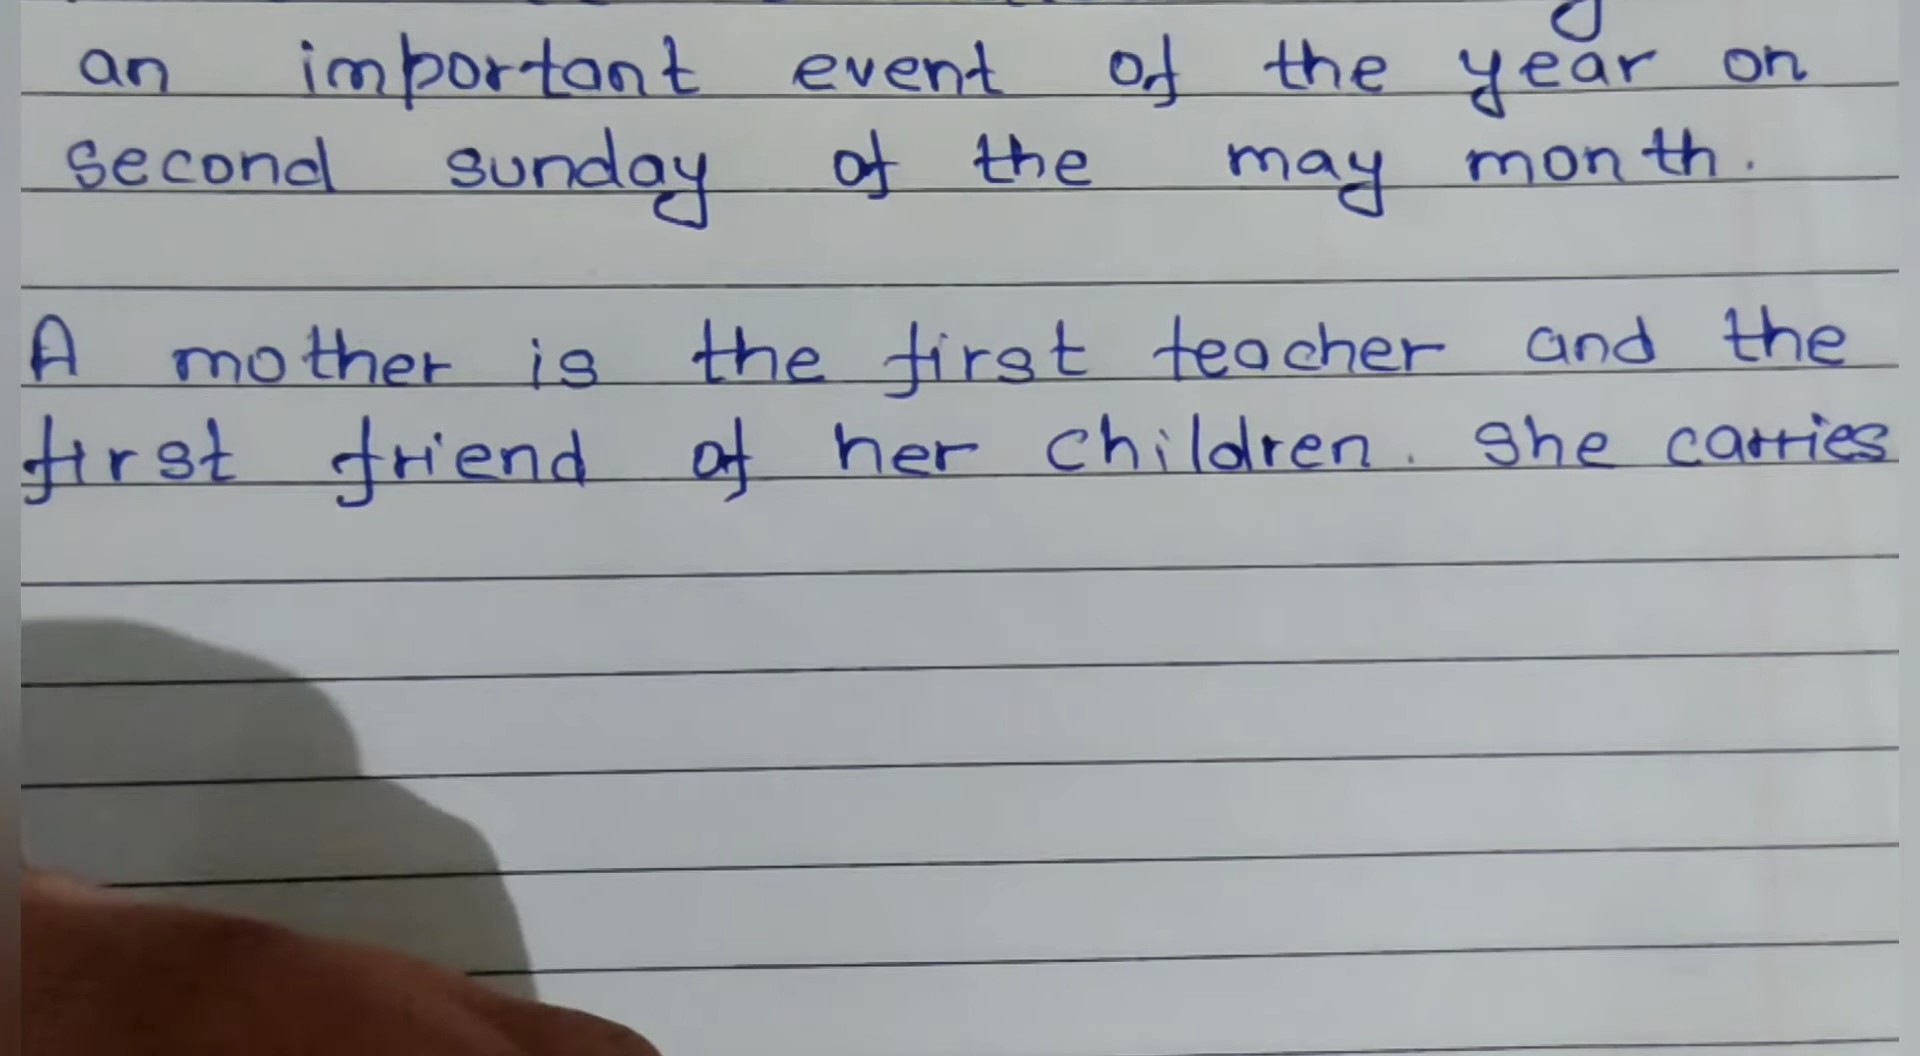 an important event of the year on
second sunday of the may month.
A mother is the first teacher and the
first friend of her children. She carries